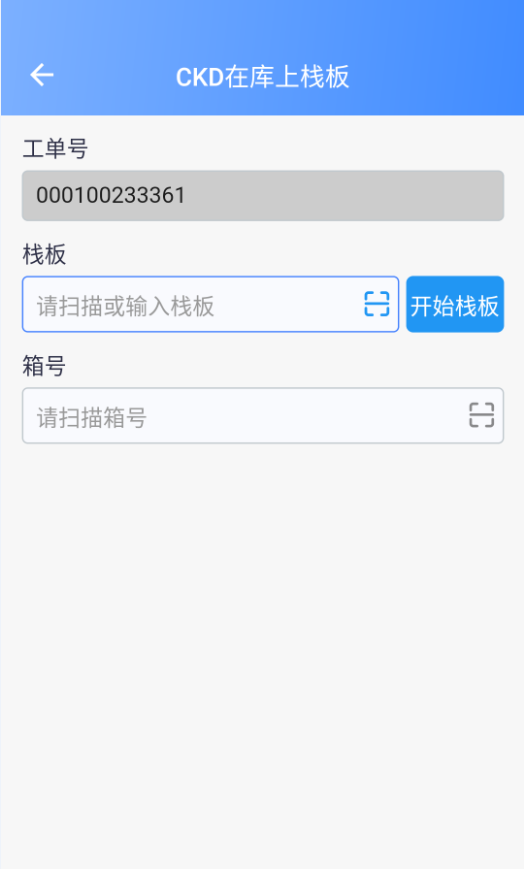 CKD在库上栈板
工单号
000100233361
栈板
请扫描或输入栈板
开始栈板
箱号
请扫描箱号